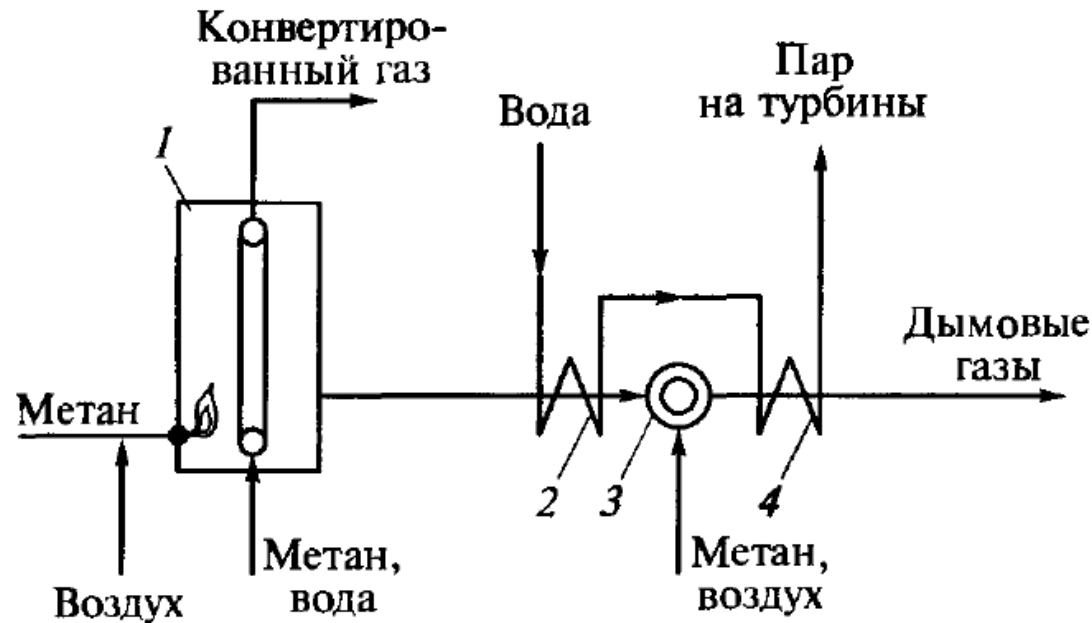 Конвертиро-
ванный газ
Пар
на турбины
Вода
1
Дымовые
газы
Метан
2
3
4
Метан,
вода
Метан,
воздух
Воздух